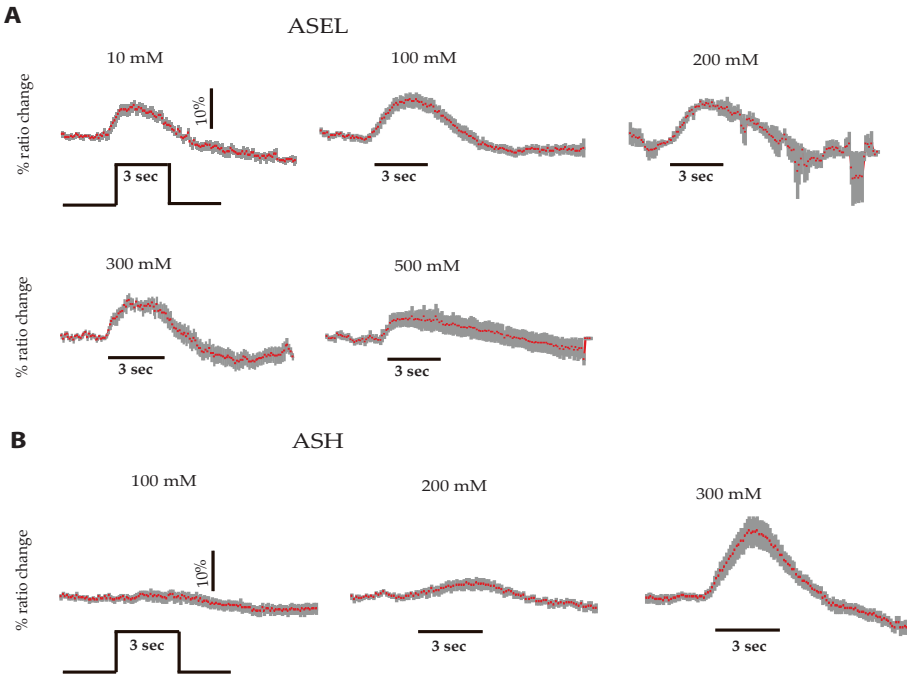 A
ASEL
10 mM
100 mM
200 mM
% ratio change
10%
3 sec
3 sec
3 sec
300 mM
500 mM
% ratio change
3 sec
3 sec
B
ASH
100 mM
200 mM
300 mM
% ratio change
10%
3 sec
3 sec
3 sec